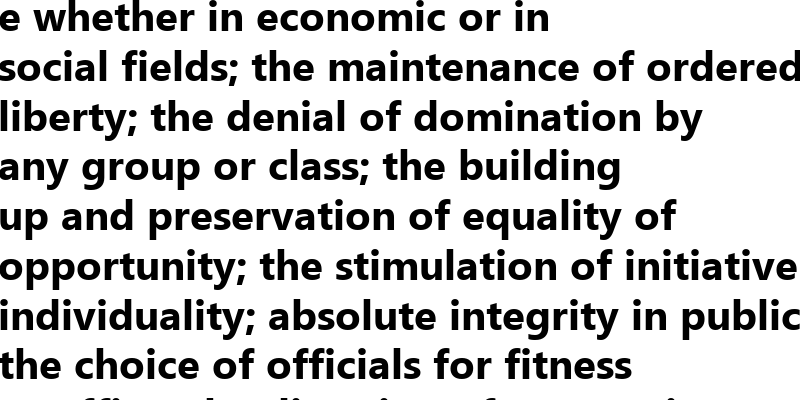 e whether in economic or in
social fields; the maintenance of ordered
liberty; the denial of domination by
any group or class; the building
up and preservation of equality of
opportunity; the stimulation of initiative
individuality; absolute integrity in public
the choice of officials for fitness